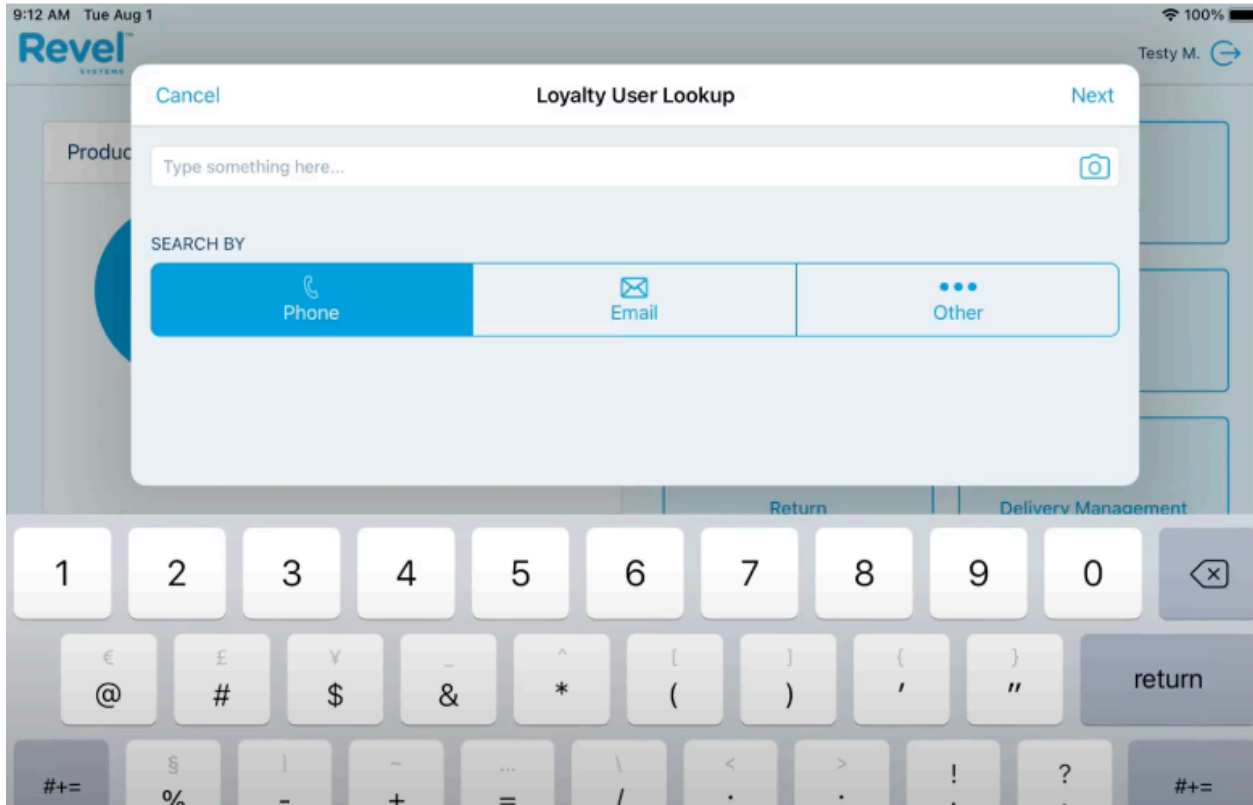 9:12 AM Tue Aug 1
100%
Revel™
SYSTEMS
Testy M.
Cancel
Loyalty User Lookup
Next
Produc
Type something here...
SEARCH BY
Phone
Email
Other
Return
Delivery Management
1 2 3 4 5 6 7 8 9 0
€ £ ¥ _ ^ [ ] { }
@ # $ & * ( ) ' "
return
§ | ~ … \ < >
#+= % - + = / ! ? #+=